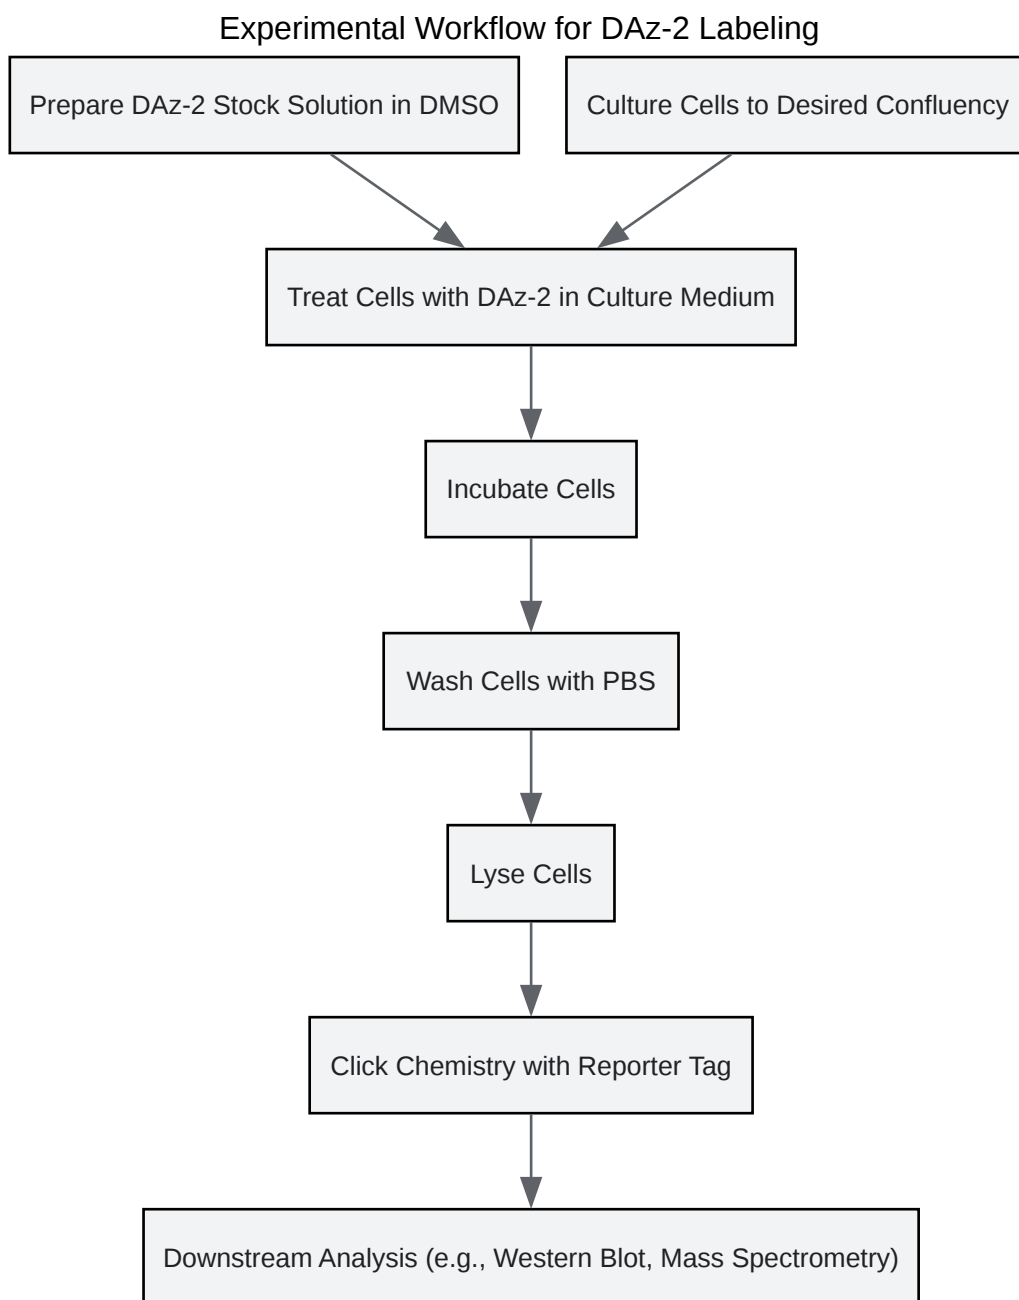 Experimental Workflow for DAz-2 Labeling
Prepare DAz-2 Stock Solution in DMSO
Culture Cells to Desired Confluency
Treat Cells with DAz-2 in Culture Medium
Incubate Cells
Wash Cells with PBS
Lyse Cells
Click Chemistry with Reporter Tag
Downstream Analysis (e.g., Western Blot, Mass Spectrometry)